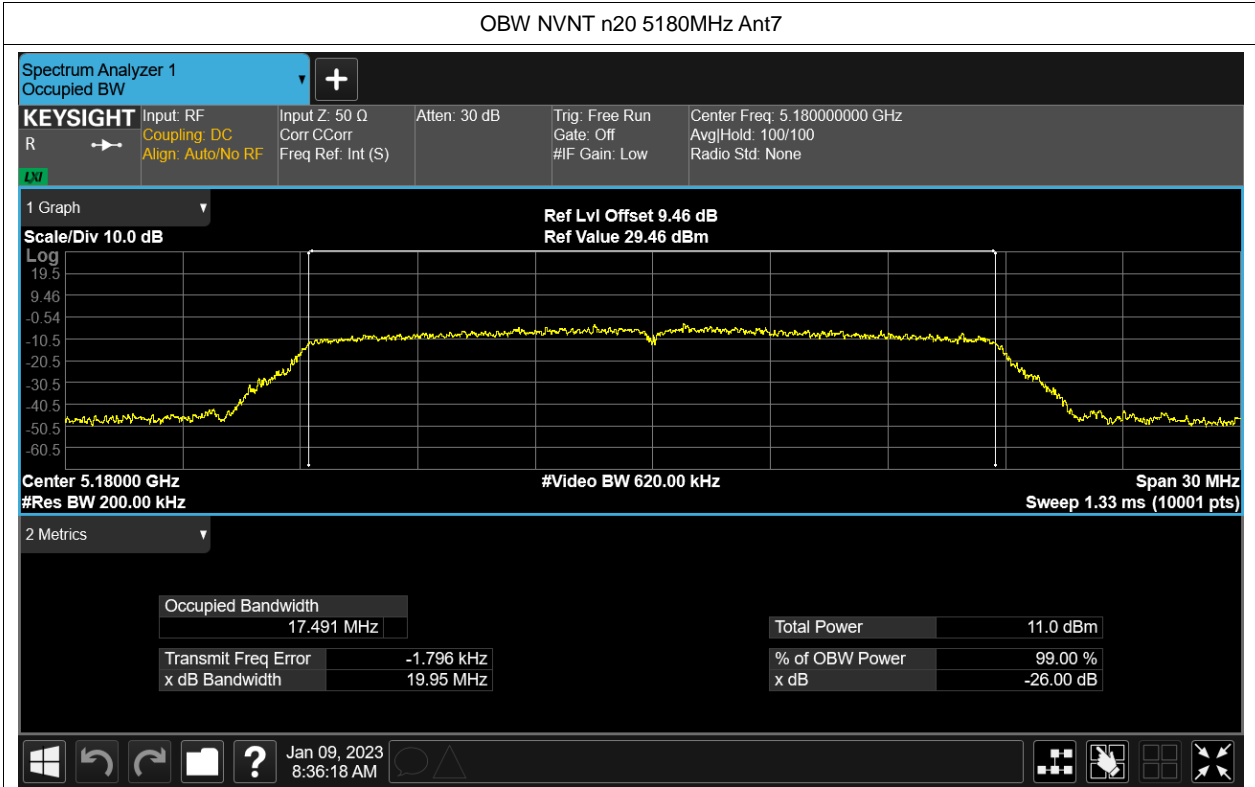 OBW NVNT n20 5180MHz Ant7
Spectrum Analyzer 1
Occupied BW
KEYSIGHT
R
LXI
Input: RF
Coupling: DC
Align: Auto/No RF
Input Z: 50 Ω
Corr CCorr
Freq Ref: Int (S)
Atten: 30 dB
Trig: Free Run
Gate: Off
#IF Gain: Low
Center Freq: 5.180000000 GHz
Avg|Hold: 100/100
Radio Std: None
1 Graph
Scale/Div 10.0 dB
Ref Lvl Offset 9.46 dB
Ref Value 29.46 dBm
Log
19.5
9.46
-0.54
-10.5
-20.5
-30.5
-40.5
-50.5
-60.5
Center 5.18000 GHz
#Video BW 620.00 kHz
Span 30 MHz
#Res BW 200.00 kHz
Sweep 1.33 ms (10001 pts)
2 Metrics
Occupied Bandwidth
17.491 MHz
Total Power 11.0 dBm
Transmit Freq Error -1.796 kHz
% of OBW Power 99.00 %
x dB Bandwidth 19.95 MHz
x dB -26.00 dB
?
Jan 09, 2023
8:36:18 AM